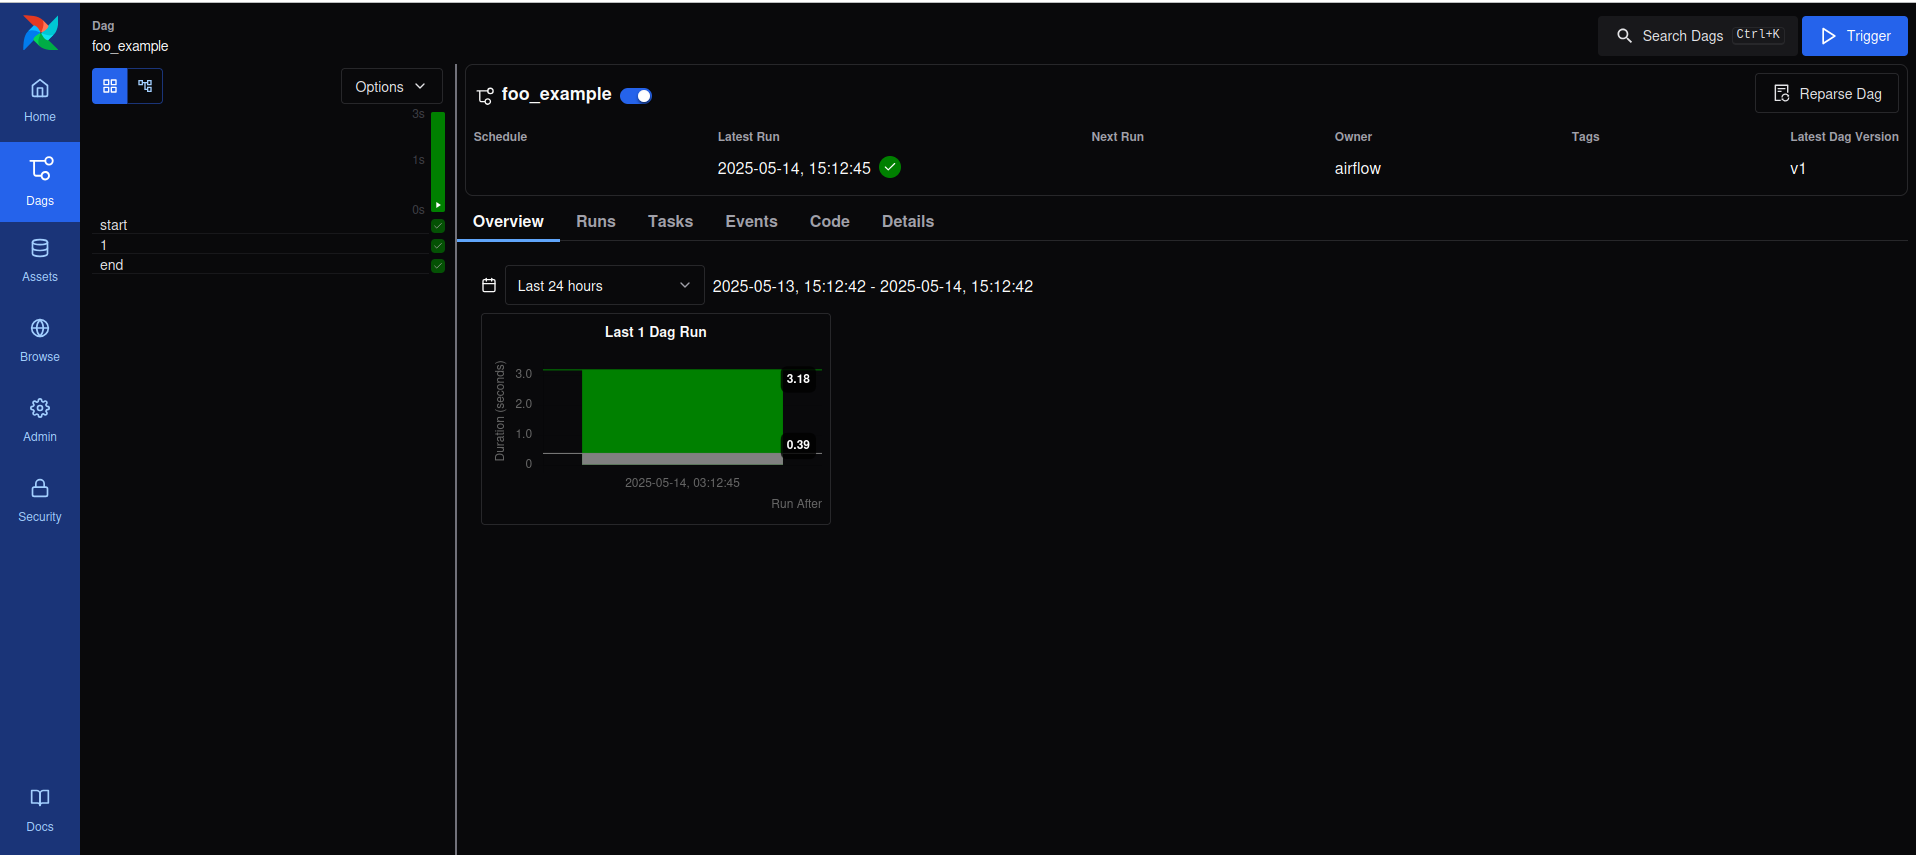 Dag
foo_example
Search Dags Ctrl+K
Trigger
Home
Dags
Assets
Browse
Admin
Security
Docs
Options
3s
1s
0s
start
1
end
foo_example
Reparse Dag
Schedule Latest Run Next Run Owner Tags Latest Dag Version
2025-05-14, 15:12:45 airflow v1
Overview Runs Tasks Events Code Details
Last 24 hours 2025-05-13, 15:12:42 - 2025-05-14, 15:12:42
Last 1 Dag Run
Duration (seconds)
3.0
2.0
1.0
0
3.18
0.39
2025-05-14, 03:12:45
Run After